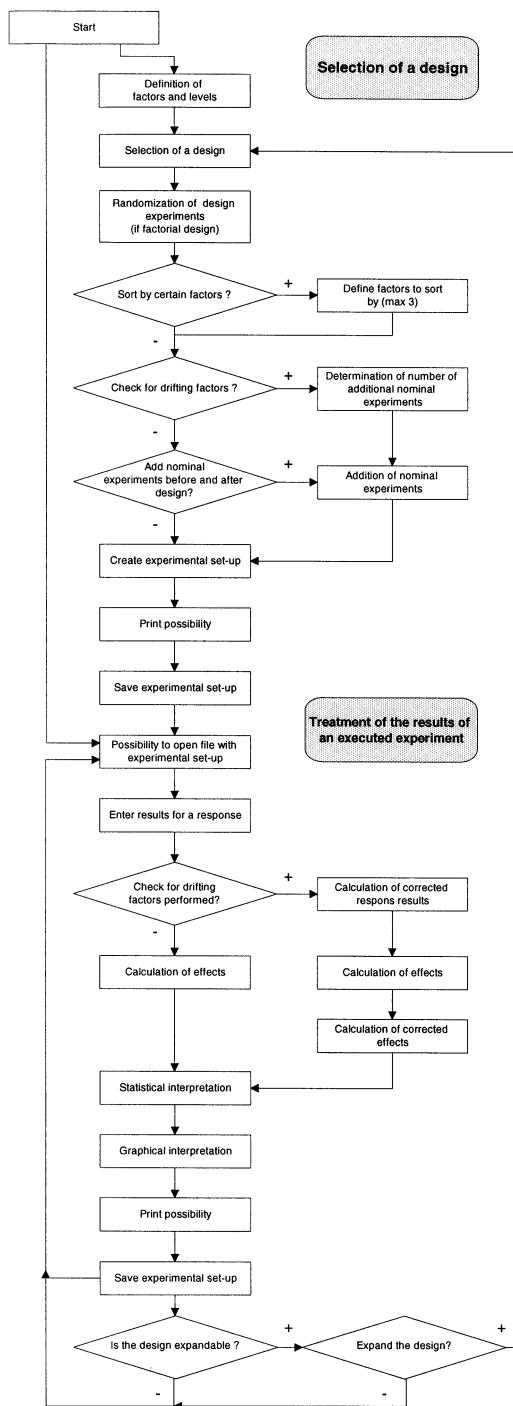 Start
Selection of a design
Definition of
factors and levels
Selection of a design
Randomization of design
experiments
(if factorial design)
Sort by certain factors ?
+
Define factors to sort
by (max 3)
-
Check for drifting factors ?
+
Determination of number of
additional nominal
experiments
-
Add nominal
experiments before and after
design?
+
Addition of nominal
experiments
-
Create experimental set-up
Print possibility
Save experimental set-up
Treatment of the results of
an executed experiment
Possibility to open file with
experimental set-up
Enter results for a response
Check for drifting
factors performed?
+
Calculation of corrected
respons results
-
Calculation of effects
Calculation of effects
Calculation of corrected
effects
Statistical interpretation
Graphical interpretation
Print possibility
Save experimental set-up
Is the design expandable ?
+
Expand the design?
+
-
-